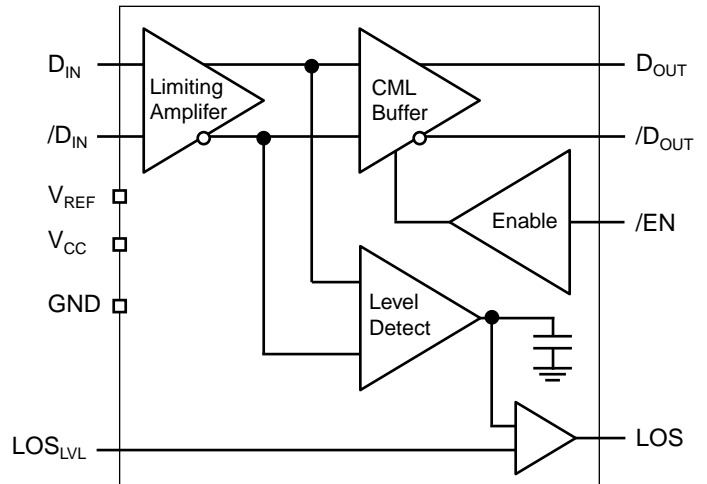 D_IN
Limiting
Amplifer
CML
Buffer
D_OUT
/D_IN
/D_OUT
V_REF
Enable
/EN
V_CC
GND
Level
Detect
LOS_LVL
LOS